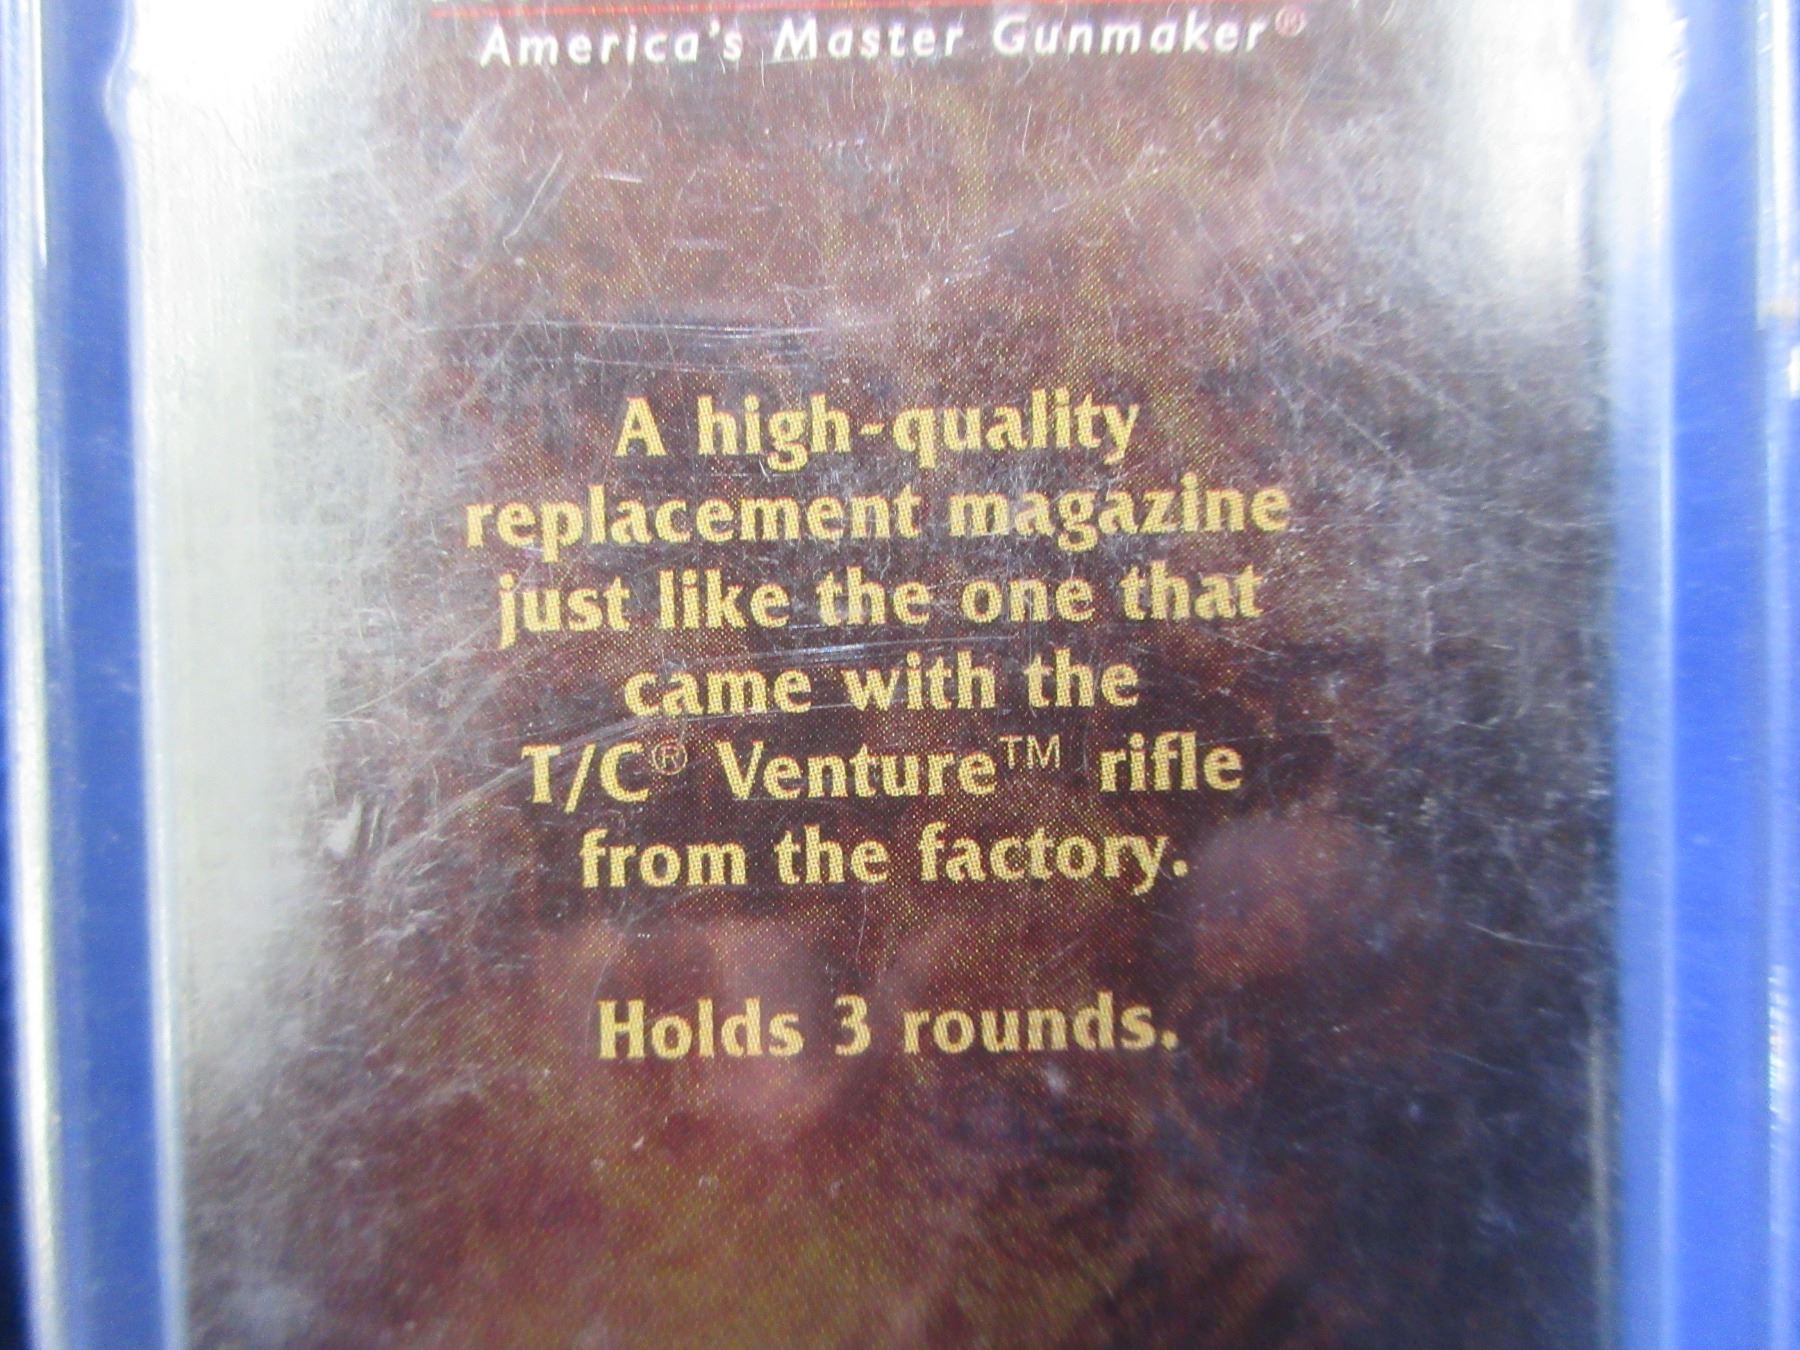 America's Master Gunmaker®
A high-quality
replacement magazine
just like the one that
came with the
T/C® Venture™ rifle
from the factory.
Holds 3 rounds.